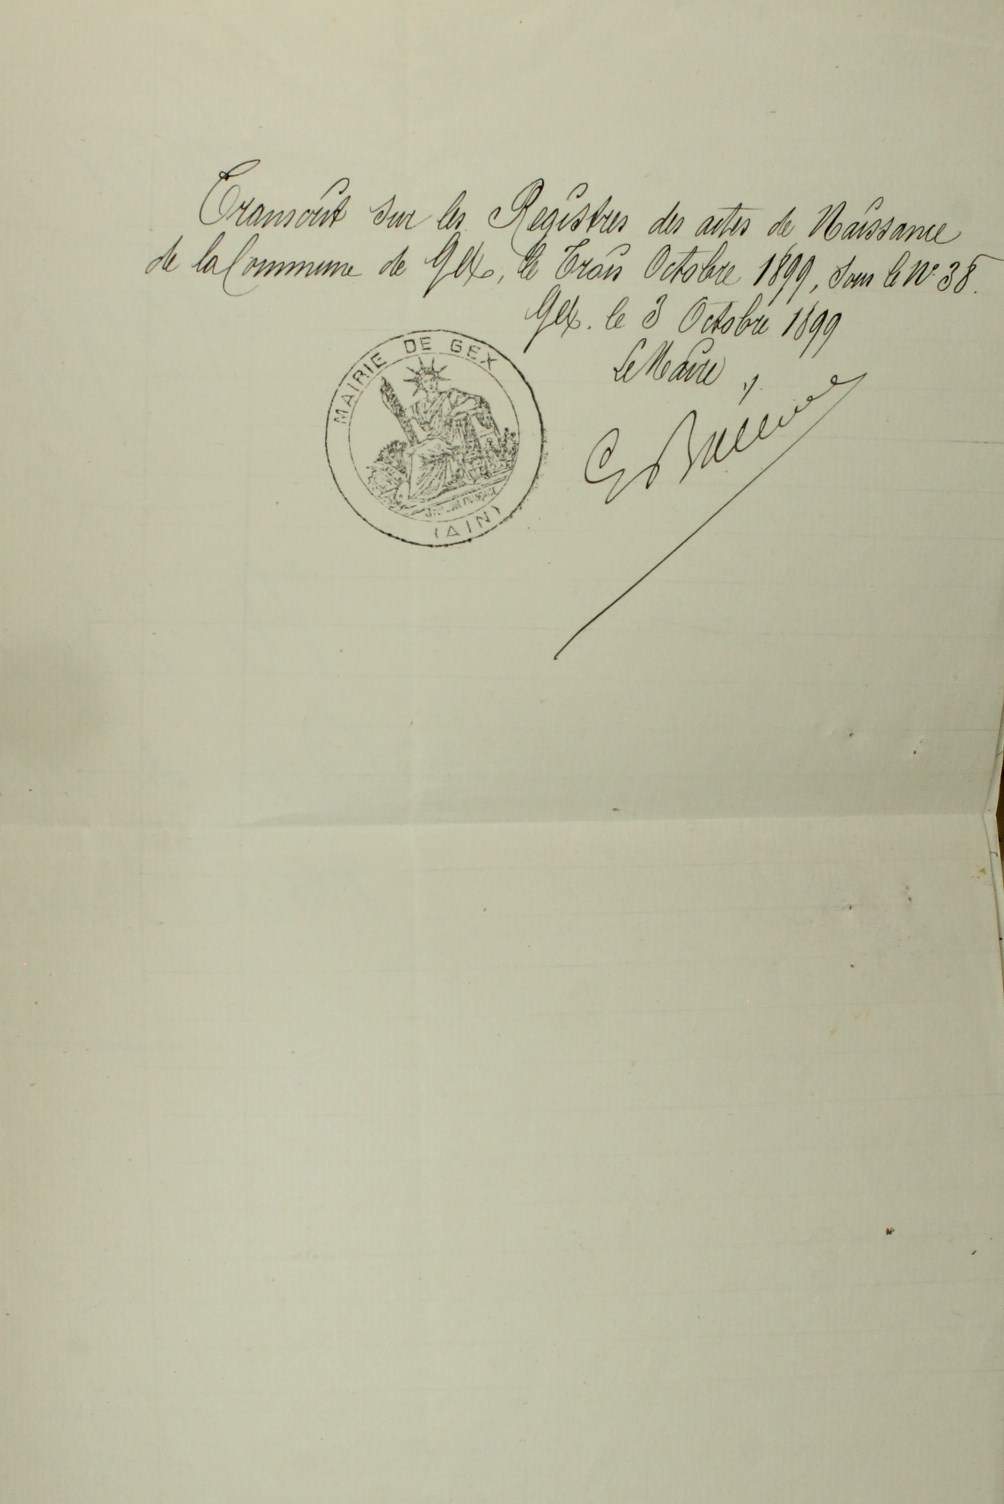 Transcrit sur les Registres des actes de Naissance
de la Commune de Gex, le Trois Octobre 1899, sous le N° 38.
Gex. le 3 Octobre 1899
Le Maire
MAIRIE DE GEX
(AIN)